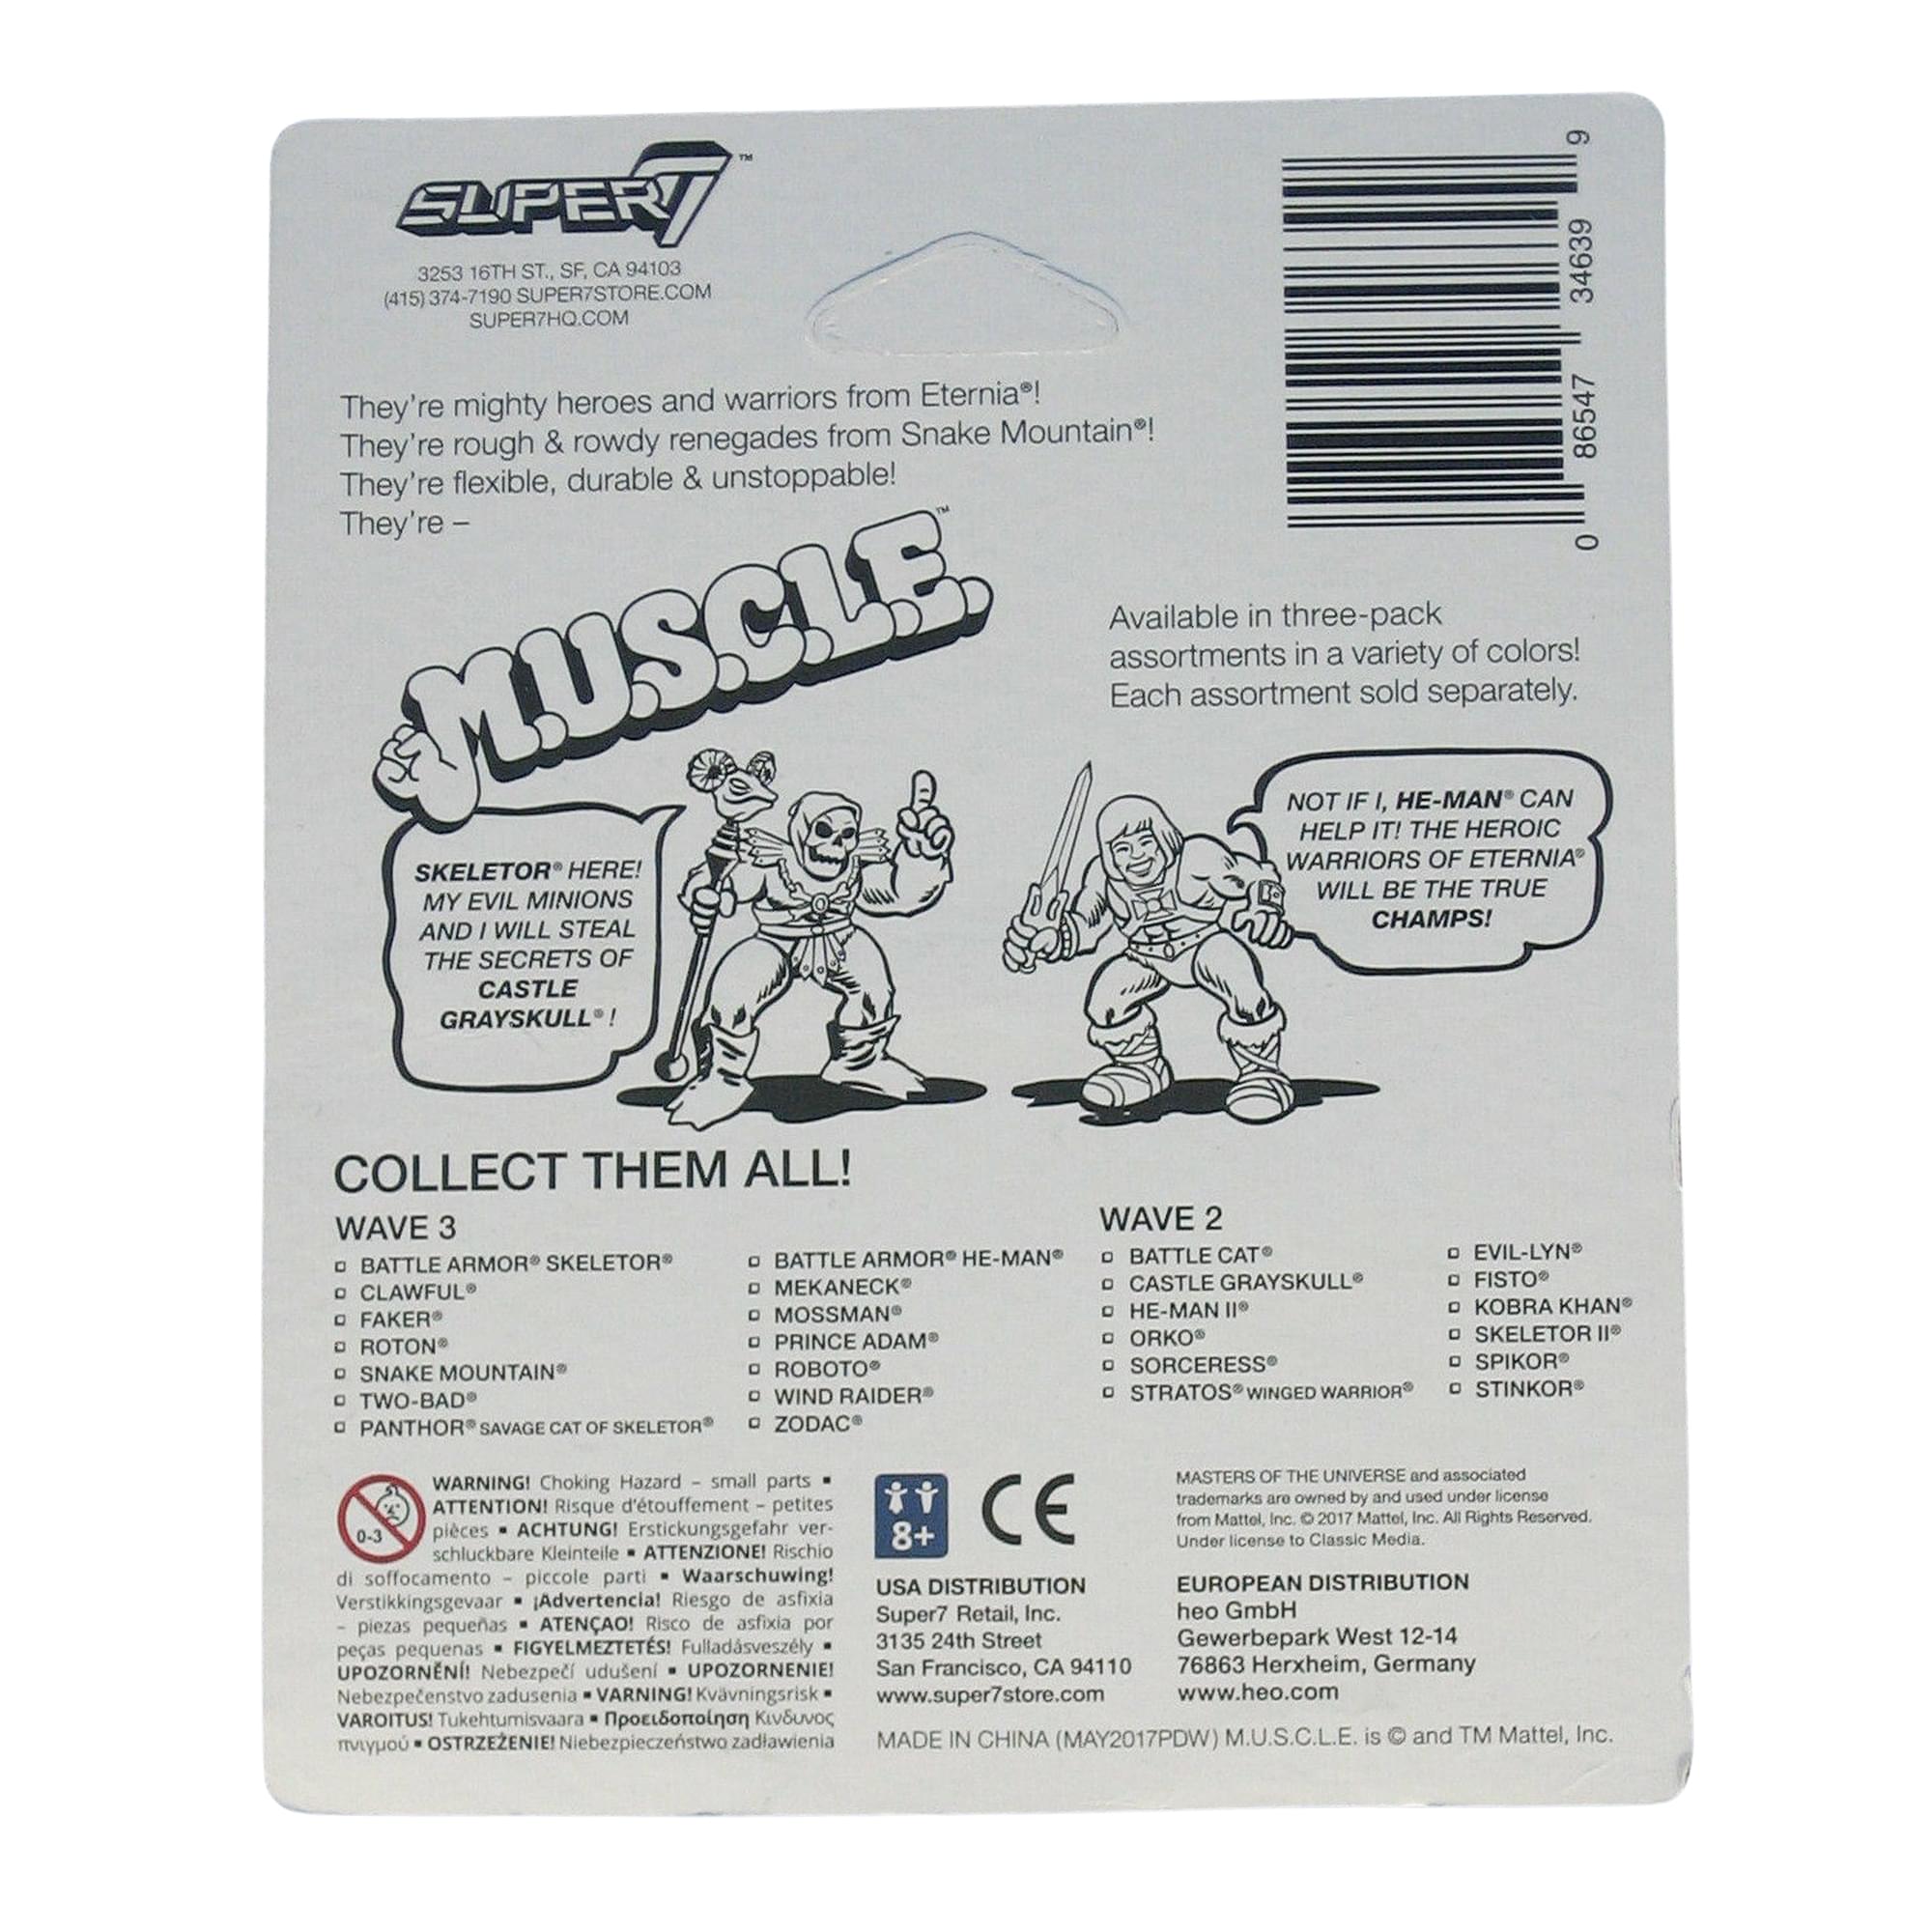 SUPER7™
3253 16TH ST., SF, CA 94103
(415) 374-7190 SUPER7STORE.COM
SUPER7HQ.COM
0 86547 34639 9
They're mighty heroes and warriors from Eternia®!
They're rough & rowdy renegades from Snake Mountain®!
They're flexible, durable & unstoppable!
They're –
M.U.S.C.L.E.™
Available in three-pack
assortments in a variety of colors!
Each assortment sold separately.
SKELETOR® HERE!
MY EVIL MINIONS
AND I WILL STEAL
THE SECRETS OF
CASTLE
GRAYSKULL®!
NOT IF I, HE-MAN® CAN
HELP IT! THE HEROIC
WARRIORS OF ETERNIA®
WILL BE THE TRUE
CHAMPS!
COLLECT THEM ALL!
WAVE 3
BATTLE ARMOR® SKELETOR®
CLAWFUL®
FAKER®
ROTON®
SNAKE MOUNTAIN®
TWO-BAD®
PANTHOR® SAVAGE CAT OF SKELETOR®
BATTLE ARMOR® HE-MAN®
MEKANECK®
MOSSMAN®
PRINCE ADAM®
ROBOTO®
WIND RAIDER®
ZODAC®
WAVE 2
BATTLE CAT®
CASTLE GRAYSKULL®
HE-MAN II®
ORKO®
SORCERESS®
STRATOS® WINGED WARRIOR®
EVIL-LYN®
FISTO®
KOBRA KHAN®
SKELETOR II®
SPIKOR®
STINKOR®
0-3
WARNING! Choking Hazard – small parts ▪
ATTENTION! Risque d'étouffement – petites
pièces ▪ ACHTUNG! Erstickungsgefahr ver-
schluckbare Kleinteile ▪ ATTENZIONE! Rischio
di soffocamento – piccole parti ▪ Waarschuwing!
Verstikkingsgevaar ▪ ¡Advertencia! Riesgo de asfixia
– piezas pequeñas ▪ ATENÇAO! Risco de asfixia por
peças pequenas ▪ FIGYELMEZTETÉS! Fulladásveszély ▪
UPOZORNĚNÍ! Nebezpečí udušení ▪ UPOZORNENIE!
Nebezpečenstvo zadusenia ▪ VARNING! Kvävningsrisk ▪
VAROITUS! Tukehtumisvaara ▪ Προειδοποίηση Κινδυνος
πνιγμού ▪ OSTRZEŻENIE! Niebezpieczeństwo zadławienia
8+
CE
MASTERS OF THE UNIVERSE and associated
trademarks are owned by and used under license
from Mattel, Inc. © 2017 Mattel, Inc. All Rights Reserved.
Under license to Classic Media.
USA DISTRIBUTION
Super7 Retail, Inc.
3135 24th Street
San Francisco, CA 94110
www.super7store.com
EUROPEAN DISTRIBUTION
heo GmbH
Gewerbepark West 12-14
76863 Herxheim, Germany
www.heo.com
MADE IN CHINA (MAY2017PDW) M.U.S.C.L.E. is © and TM Mattel, Inc.